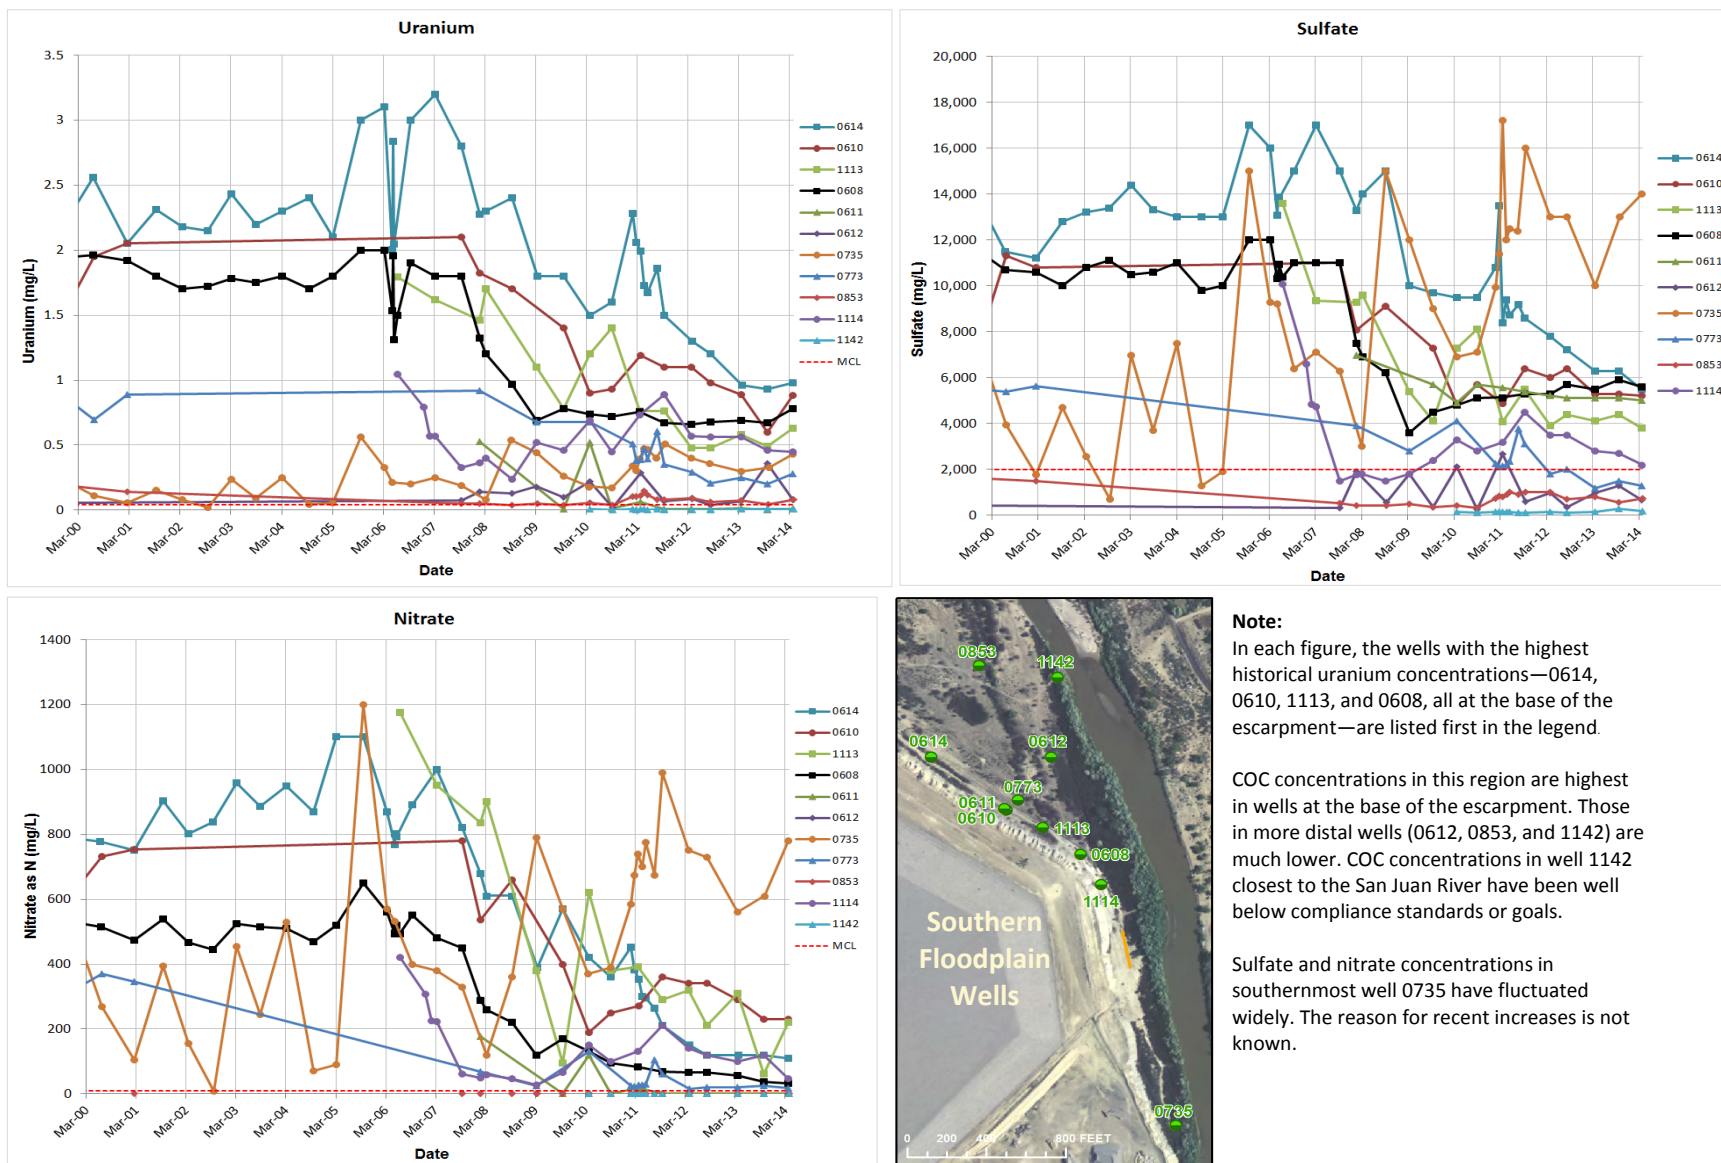 Uranium
3.5
3
2.5
2
1.5
1
0.5
0
Uranium (mg/L)
Mar-00
Mar-01
Mar-02
Mar-03
Mar-04
Mar-05
Mar-06
Mar-07
Mar-08
Mar-09
Mar-10
Mar-11
Mar-12
Mar-13
Mar-14
Date
0614
0610
1113
0608
0611
0612
0735
0773
0853
1114
1142
MCL
Sulfate
20,000
18,000
16,000
14,000
12,000
10,000
8,000
6,000
4,000
2,000
0
Sulfate (mg/L)
Mar-00
Mar-01
Mar-02
Mar-03
Mar-04
Mar-05
Mar-06
Mar-07
Mar-08
Mar-09
Mar-10
Mar-11
Mar-12
Mar-13
Mar-14
Date
0614
0610
1113
0608
0611
0612
0735
0773
0853
1114
Nitrate
1400
1200
1000
800
600
400
200
0
Nitrate as N (mg/L)
Mar-00
Mar-01
Mar-02
Mar-03
Mar-04
Mar-05
Mar-06
Mar-07
Mar-08
Mar-09
Mar-10
Mar-11
Mar-12
Mar-13
Mar-14
Date
0614
0610
1113
0608
0611
0612
0735
0773
0853
1114
1142
MCL
0853
1142
0614
0612
0773
0611
0610
1113
0608
1114
Southern
Floodplain
Wells
0735
0 200 400 800 FEET
Note:
In each figure, the wells with the highest
historical uranium concentrations—0614,
0610, 1113, and 0608, all at the base of the
escarpment—are listed first in the legend.
COC concentrations in this region are highest
in wells at the base of the escarpment. Those
in more distal wells (0612, 0853, and 1142) are
much lower. COC concentrations in well 1142
closest to the San Juan River have been well
below compliance standards or goals.
Sulfate and nitrate concentrations in
southernmost well 0735 have fluctuated
widely. The reason for recent increases is not
known.